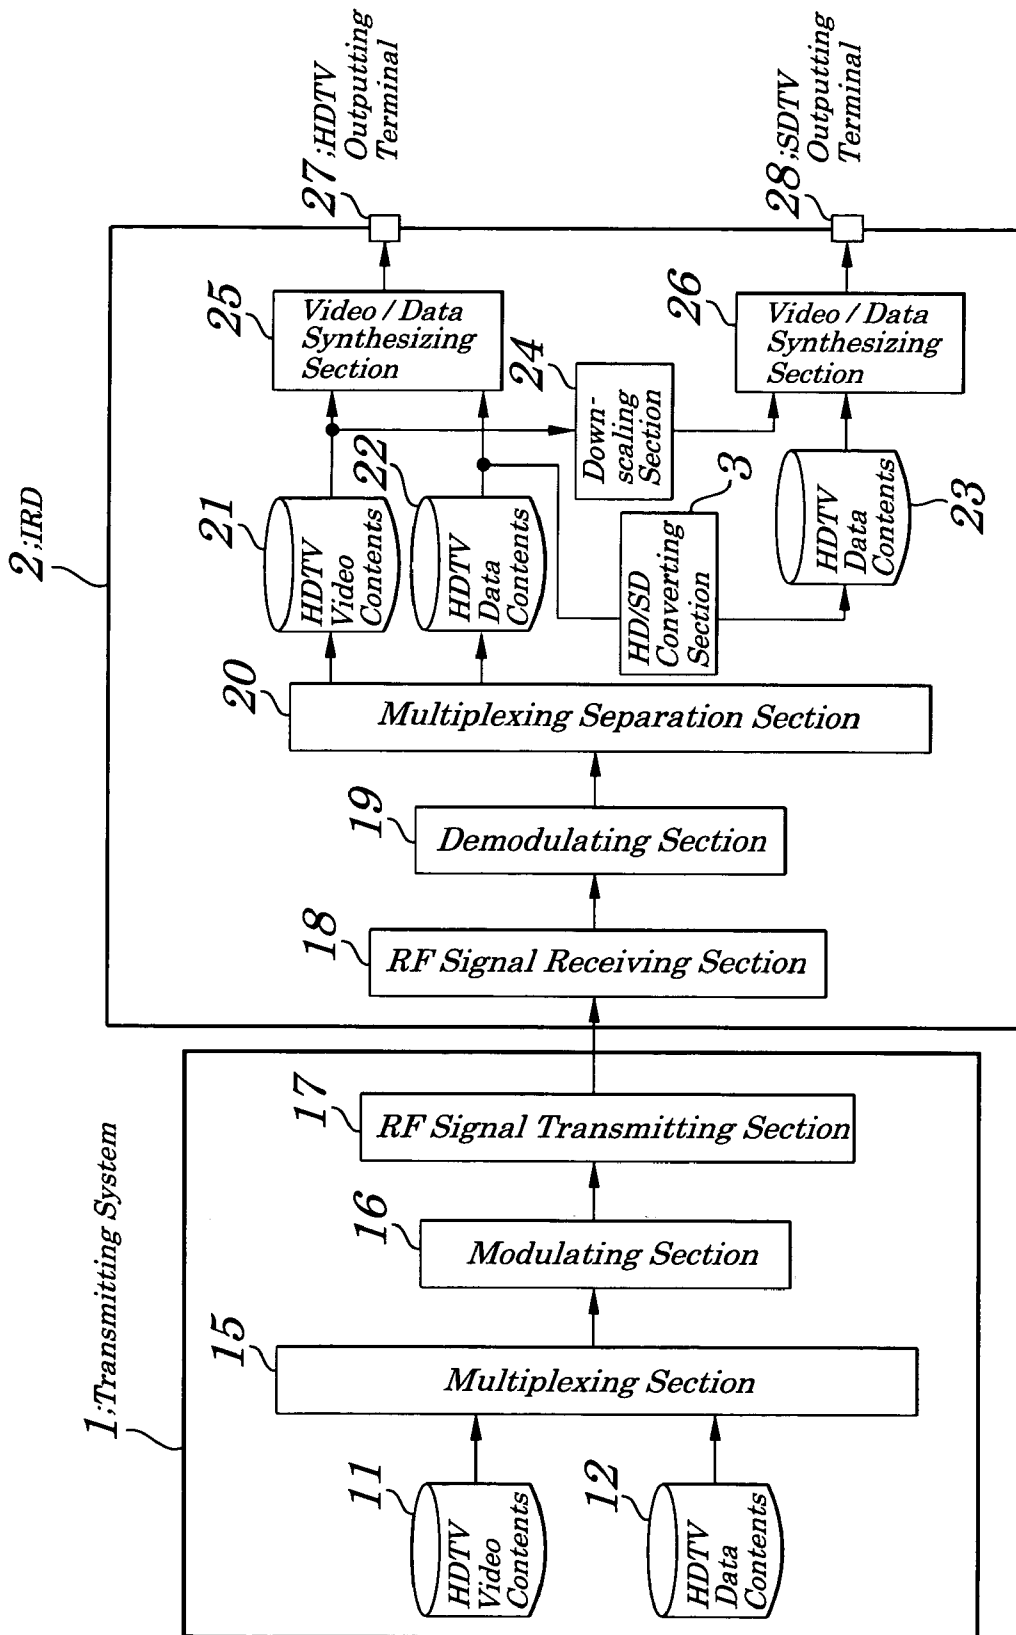 1;Transmitting System
11
HDTV
Video
Contents
12
HDTV
Data
Contents
15
Multiplexing Section
16
Modulating Section
17
RF Signal Transmitting Section
2;IRD
18
RF Signal Receiving Section
19
Demodulating Section
20
Multiplexing Separation Section
21
HDTV
Video
Contents
22
HDTV
Data
Contents
HD/SD
Converting
Section
3
Down-
scaling
Section
24
HDTV
Data
Contents
23
25
Video / Data
Synthesizing
Section
26
Video / Data
Synthesizing
Section
27;HDTV
Outputting
Terminal
28;SDTV
Outputting
Terminal